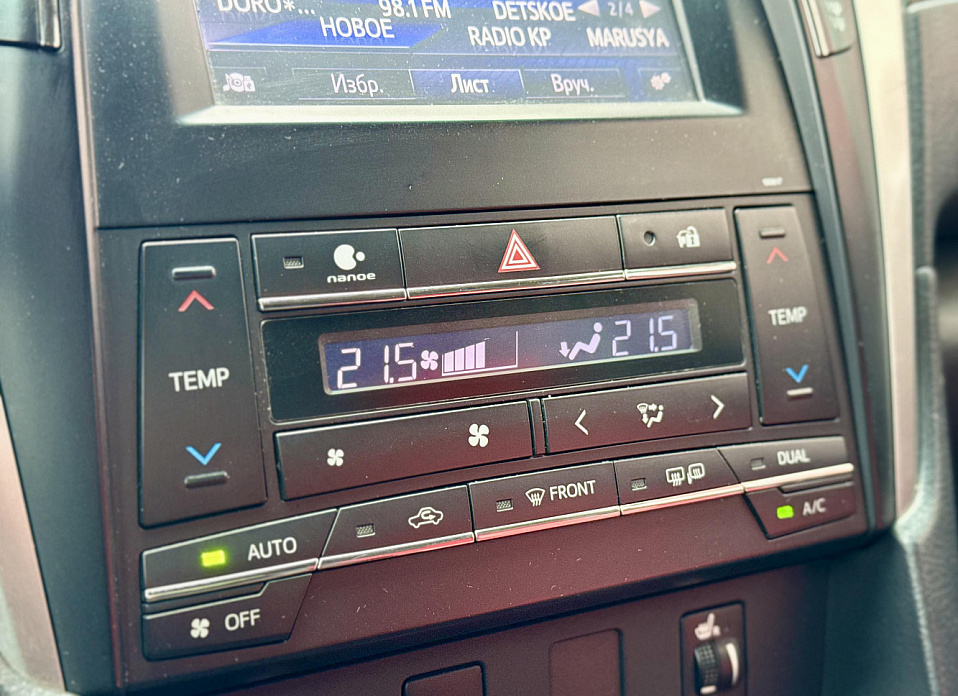 98.1 FM DETSKOE 2/4
НОВОЕ RADIO KP MARUSYA
Избр. Лист Вруч.
nanoe
TEMP
TEMP
21.5 21.5
FRONT
DUAL
AUTO
A/C
OFF